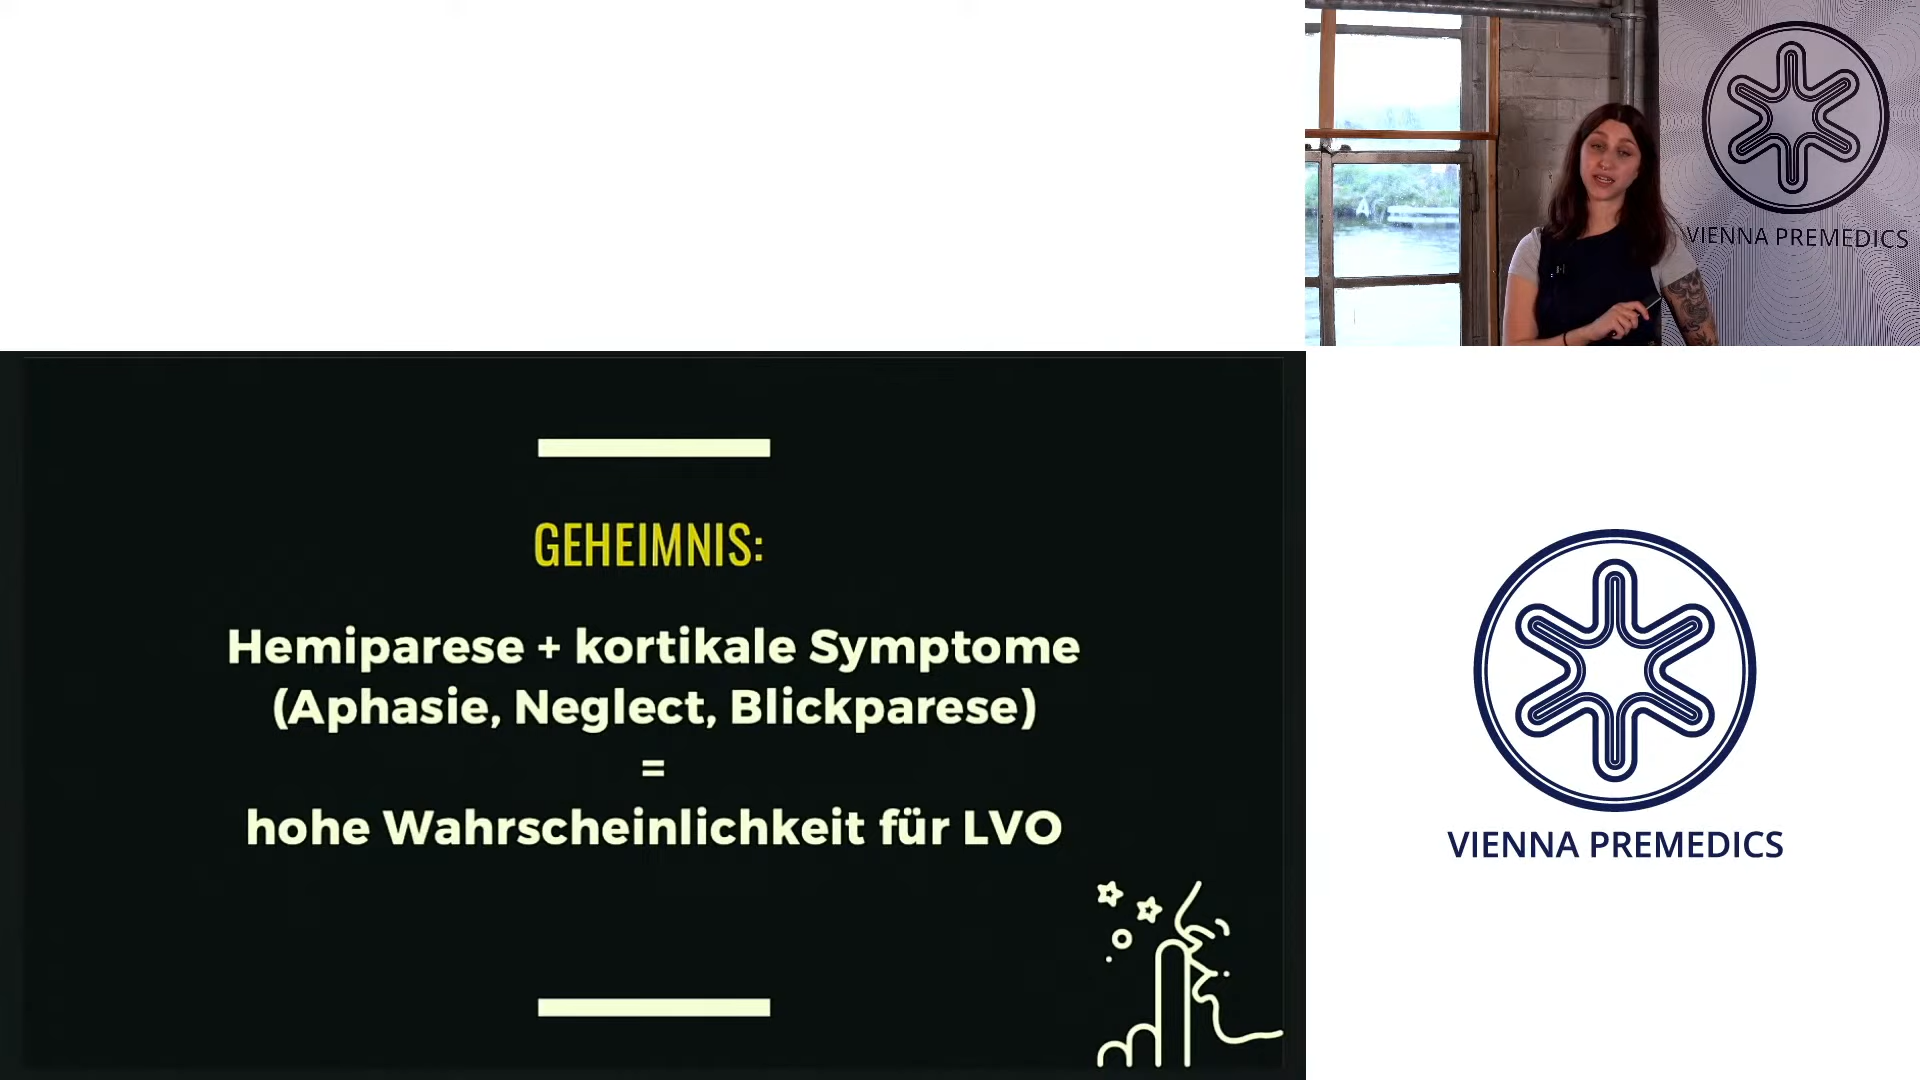 VIENNA PREMEDICS
GEHEIMNIS:
Hemiparese + kortikale Symptome
(Aphasie, Neglect, Blickparese)
=
hohe Wahrscheinlichkeit für LVO
VIENNA PREMEDICS